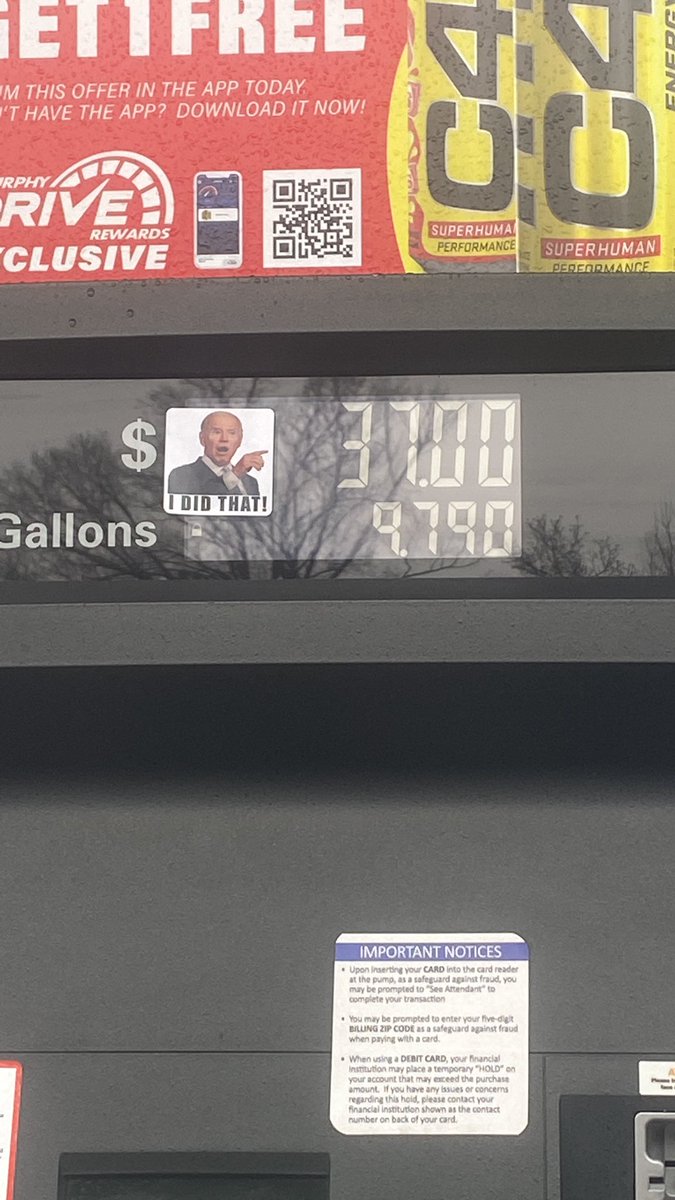 GET 1 FREE
M THIS OFFER IN THE APP TODAY.
'T HAVE THE APP? DOWNLOAD IT NOW!
RPHY
DRIVE
REWARDS
CLUSIVE
C4
C4
ENERGY
SUPERHUMAN
PERFORMANCE
SUPERHUMAN
PERFORMANCE
$ 37.00
I DID THAT!
Gallons 9.790
IMPORTANT NOTICES
• Upon inserting your CARD into the card reader
at the pump, as a safeguard against fraud, you
may be prompted to "See Attendant" to
complete your transaction
• You may be prompted to enter your five-digit
BILLING ZIP CODE as a safeguard against fraud
when paying with a card.
• When using a DEBIT CARD, your financial
institution may place a temporary "HOLD" on
your account that may exceed the purchase
amount. If you have any issues or concerns
regarding this hold, please contact your
financial institution shown as the contact
number on back of your card.